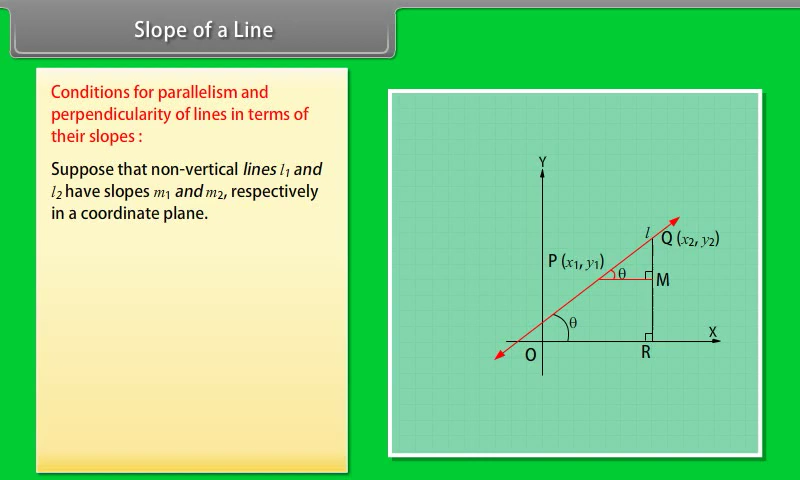 Slope of a Line
Conditions for parallelism and
perpendicularity of lines in terms of
their slopes :
Suppose that non-vertical lines l₁ and
l₂ have slopes m₁ and m₂, respectively
in a coordinate plane.
Y
l
Q (x₂, y₂)
P (x₁, y₁)
θ
M
θ
X
O
R